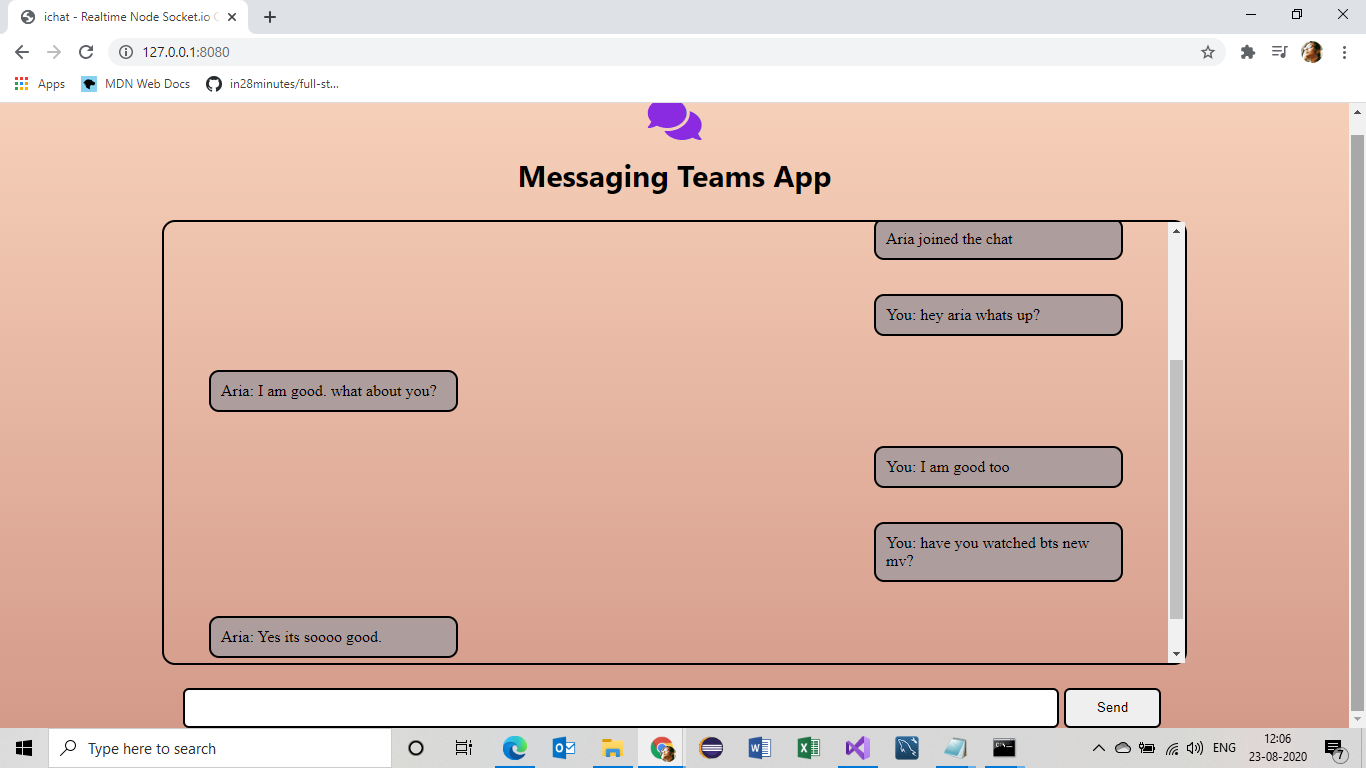 ichat - Realtime Node Socket.io
127.0.0.1:8080
Apps
MDN Web Docs
in28minutes/full-st...
Messaging Teams App
Aria joined the chat
You: hey aria whats up?
Aria: I am good. what about you?
You: I am good too
You: have you watched bts new
mv?
Aria: Yes its soooo good.
Send
Type here to search
ENG
12:06
23-08-2020
7